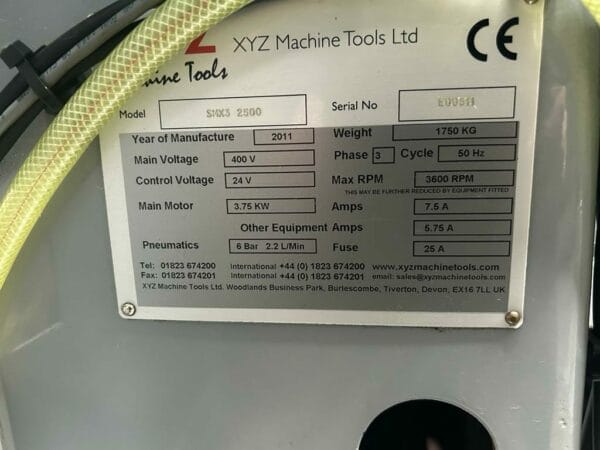 Z XYZ Machine Tools Ltd CE
hine Tools
Model SMX3 2500 Serial No
Year of Manufacture 2011 Weight 1750 KG
Main Voltage 400 V Phase 3 Cycle 50 Hz
Control Voltage 24 V Max RPM 3600 RPM
THIS MAY BE FURTHER REDUCED BY EQUIPMENT FITTED
Main Motor 3.75 KW Amps 7.5 A
Other Equipment Amps 5.75 A
Pneumatics 6 Bar 2.2 L/Min Fuse 25 A
Tel: 01823 674200 International +44 (0) 1823 674200 www.xyzmachinetools.com
Fax: 01823 674201 International +44 (0) 1823 674201 email: sales@xyzmachinetools.com
XYZ Machine Tools Ltd. Woodlands Business Park, Burlescombe, Tiverton, Devon, EX16 7LL UK